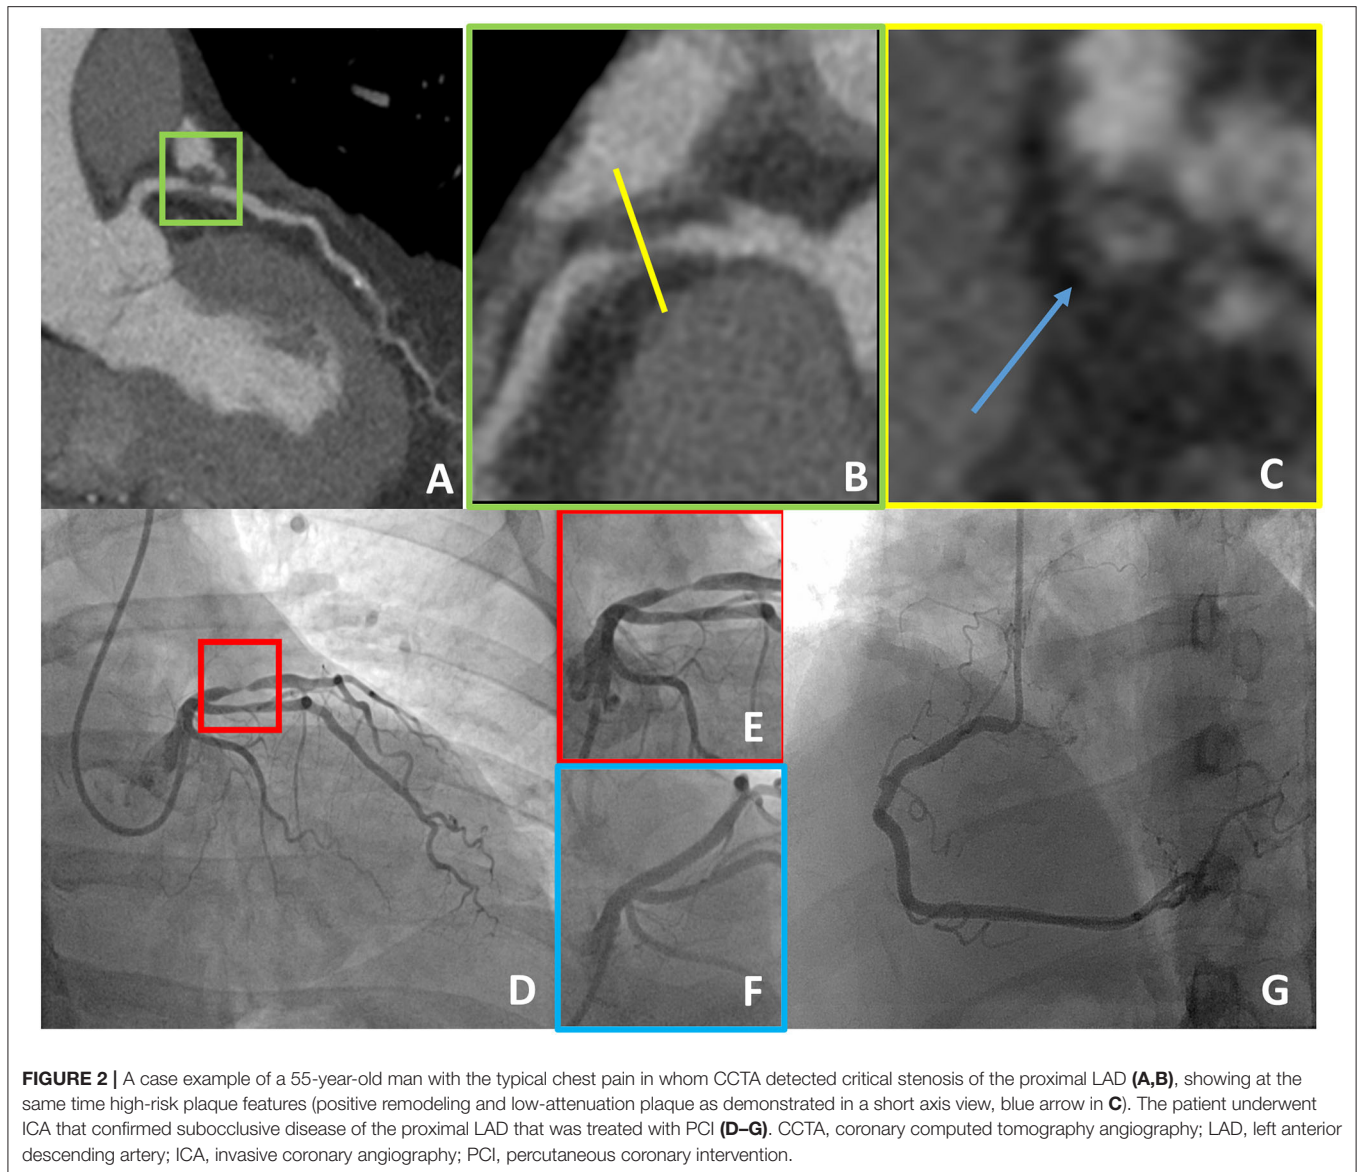 A
B
C
D
E
F
G
FIGURE 2 | A case example of a 55-year-old man with the typical chest pain in whom CCTA detected critical stenosis of the proximal LAD (A,B), showing at the
same time high-risk plaque features (positive remodeling and low-attenuation plaque as demonstrated in a short axis view, blue arrow in C). The patient underwent
ICA that confirmed subocclusive disease of the proximal LAD that was treated with PCI (D–G). CCTA, coronary computed tomography angiography; LAD, left anterior
descending artery; ICA, invasive coronary angiography; PCI, percutaneous coronary intervention.